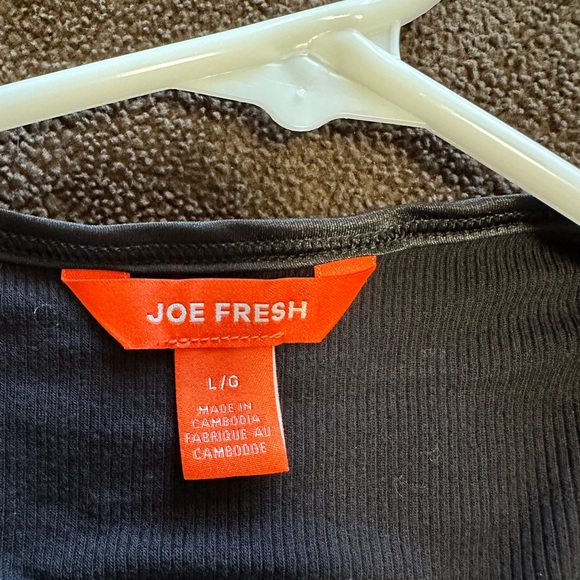 JOE FRESH
L/G
MADE IN
CAMBODIA
FABRIQUE AU
CAMBODGE